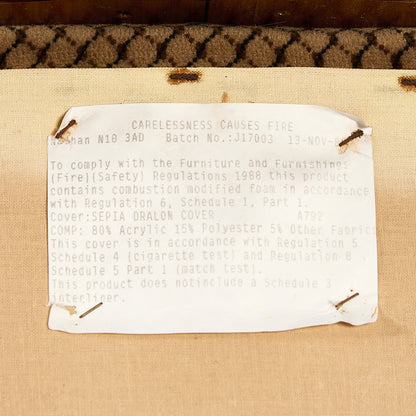 CARELESSNESS CAUSES FIRE
N18 3AD Batch No.:J17003 13-NOV-
To comply with the Furniture and Furnishings
(Fire)(Safety) Regulations 1988 this product
contains combustion modified foam in accordance
with Regulation 6, Schedule 1, Part 1.
Cover:SEPIA DRALON COVER A792
COMP: 80% Acrylic 15% Polyester 5% Other Fabrics
This cover is in accordance with Regulation 5
Schedule 4 (cigarette test) and Regulation 8
Schedule 5 Part 1 (match test).
This product does notinclude a Schedule 3
interliner.